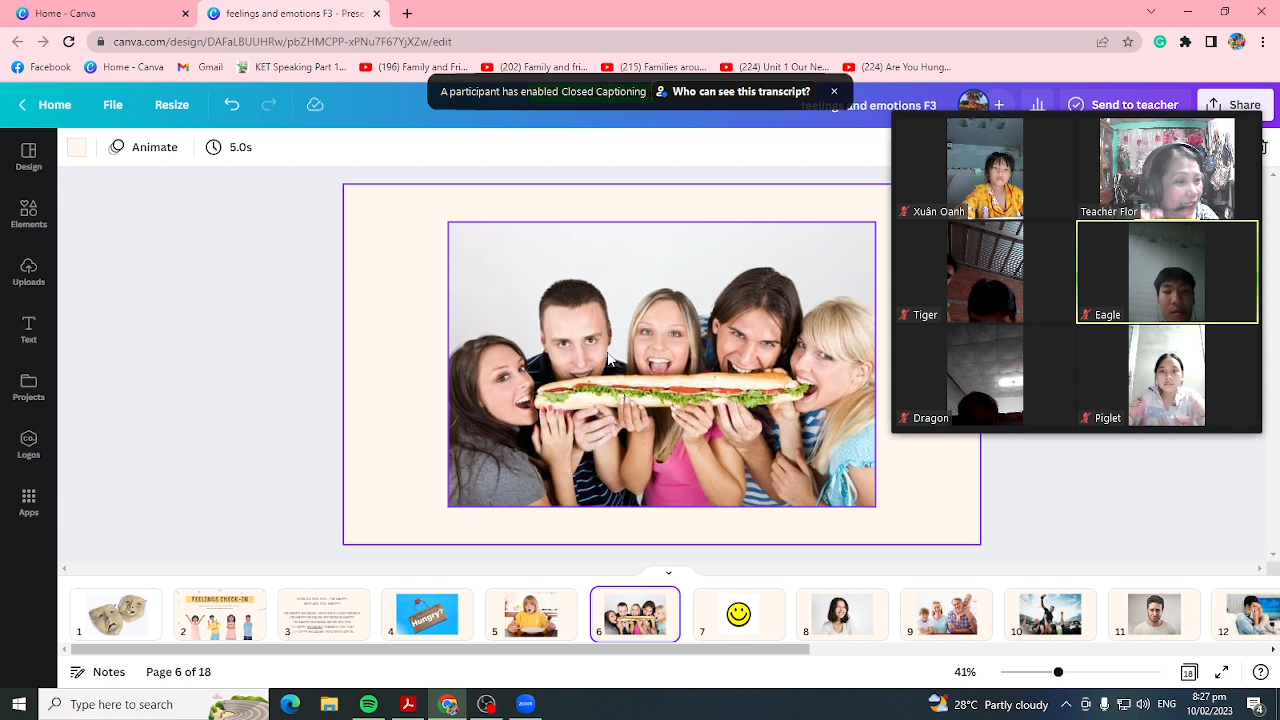 Home - Canva
feelings and emotions F3 - Prese
canva.com/design/DAFaLBUUHRw/pbZHMCPP-xPNu7F67YjXZw/edit
Facebook
Home - Canva
Gmail
KET Speaking Part 1...
(196) Family and Fri...
(202) Family and fri...
(215) Families arou...
(224) Unit 1 Our Ne...
(224) Are You Hung...
A participant has enabled Closed Captioning
Who can see this transcript?
Home
File
Resize
feelings and emotions F3
Send to teacher
Share
Animate
5.0s
Design
Elements
Uploads
Text
Projects
Logos
Apps
Xuân Oanh
Teacher Flor
Tiger
Eagle
Dragon
Piglet
FEELINGS CHECK-IN
Hungry?
1
2
3
4
5
6
7
8
9
10
11
12
Notes
Page 6 of 18
41%
18
Type here to search
zoom
28°C Partly cloudy
ENG
8:27 pm
10/02/2023
4